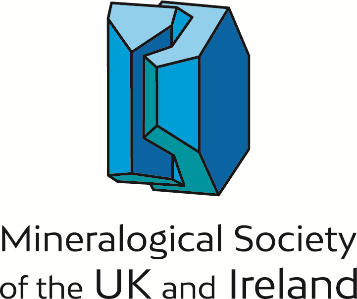 Mineralogical Society
of the UK and Ireland